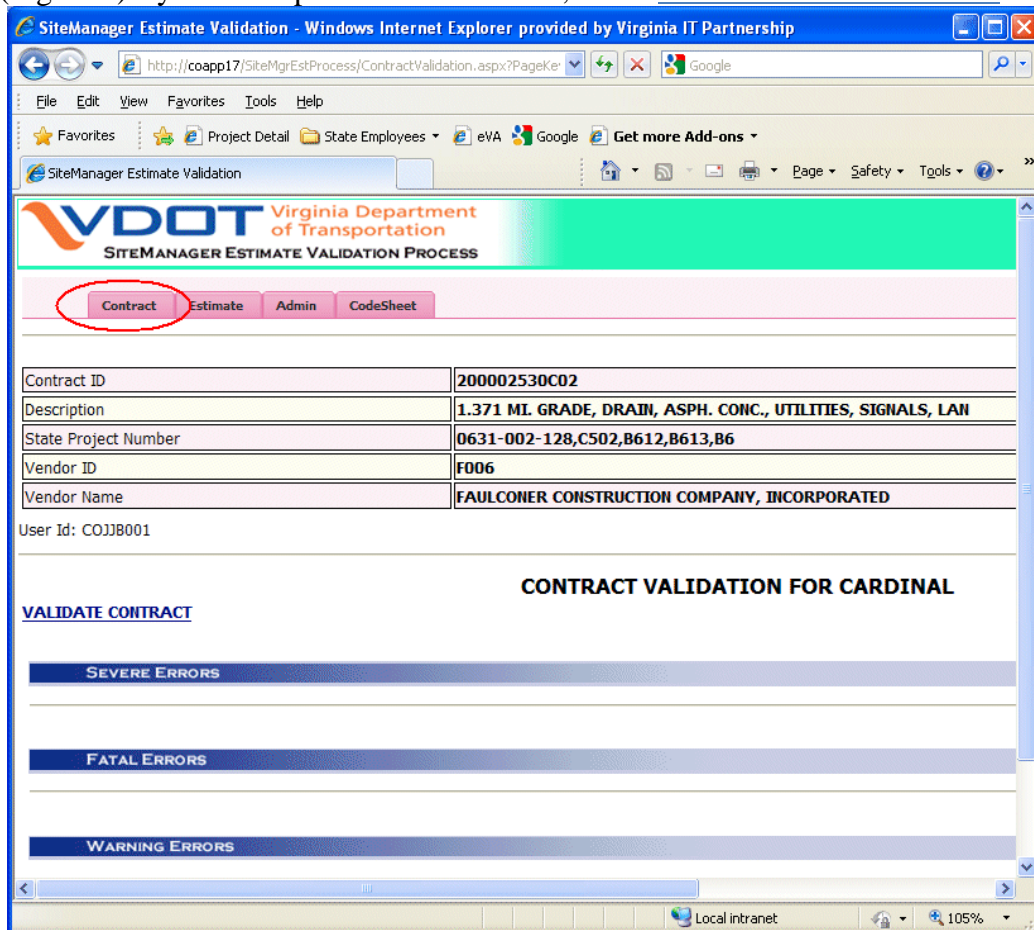 SiteManager Estimate Validation - Windows Internet Explorer provided by Virginia IT Partnership
http://coapp17/SiteMgrEstProcess/ContractValidation.aspx?PageKe
Google
File Edit View Favorites Tools Help
Favorites Project Detail State Employees eVA Google Get more Add-ons
SiteManager Estimate Validation Page Safety Tools »
VDOT Virginia Department
of Transportation
SITEMANAGER ESTIMATE VALIDATION PROCESS
Contract Estimate Admin CodeSheet
Contract ID 200002530C02
Description 1.371 MI. GRADE, DRAIN, ASPH. CONC., UTILITIES, SIGNALS, LAN
State Project Number 0631-002-128,C502,B612,B613,B6
Vendor ID F006
Vendor Name FAULCONER CONSTRUCTION COMPANY, INCORPORATED
User Id: COJJB001
CONTRACT VALIDATION FOR CARDINAL
VALIDATE CONTRACT
SEVERE ERRORS
FATAL ERRORS
WARNING ERRORS
Local intranet 105%